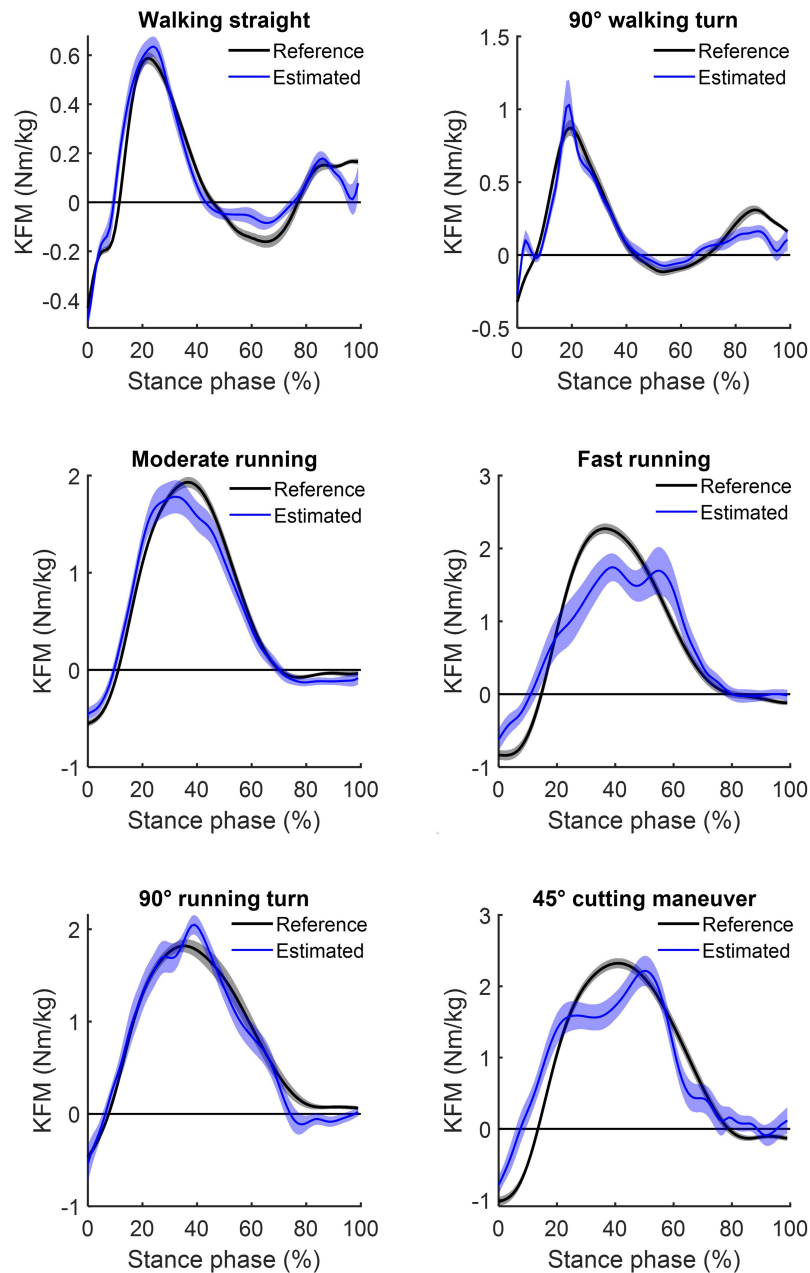 Walking straight
Reference
Estimated
KFM (Nm/kg)
0.6
0.4
0.2
0
-0.2
-0.4
0 20 40 60 80 100
Stance phase (%)
90° walking turn
Reference
Estimated
KFM (Nm/kg)
1.5
1
0.5
0
-0.5
0 20 40 60 80 100
Stance phase (%)
Moderate running
Reference
Estimated
KFM (Nm/kg)
2
1
0
-1
0 20 40 60 80 100
Stance phase (%)
Fast running
Reference
Estimated
KFM (Nm/kg)
3
2
1
0
-1
0 20 40 60 80 100
Stance phase (%)
90° running turn
Reference
Estimated
KFM (Nm/kg)
2
1
0
-1
0 20 40 60 80 100
Stance phase (%)
45° cutting maneuver
Reference
Estimated
KFM (Nm/kg)
3
2
1
0
-1
0 20 40 60 80 100
Stance phase (%)